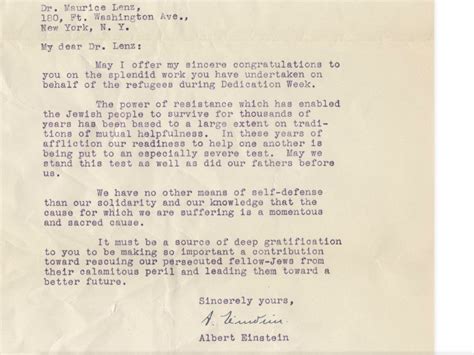 Dr. Maurice Lenz,
180, Ft. Washington Ave.,
New York, N. Y.
My dear Dr. Lenz:
May I offer my sincere congratulations to
you on the splendid work you have undertaken on
behalf of the refugees during Dedication Week.
The power of resistance which has enabled
the Jewish people to survive for thousands of
years has been based to a large extent on tradi-
tions of mutual helpfulness. In these years of
affliction our readiness to help one another is
being put to an especially severe test. May we
stand this test as well as did our fathers before
us.
We have no other means of self-defense
than our solidarity and our knowledge that the
cause for which we are suffering is a momentous
and sacred cause.
It must be a source of deep gratification
to you to be making so important a contribution
toward rescuing our persecuted fellow-Jews from
their calamitous peril and leading them toward a
better future.
Sincerely yours,
A. Einstein.
Albert Einstein